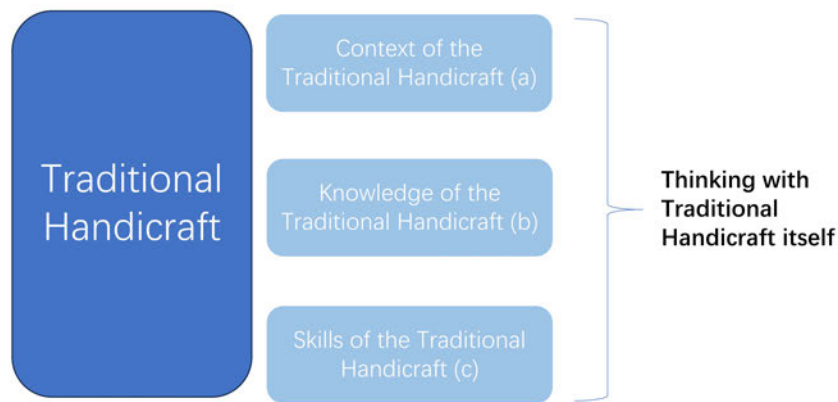 Traditional
Handicraft
Context of the
Traditional Handicraft (a)
Knowledge of the
Traditional Handicraft (b)
Skills of the Traditional
Handicraft (c)
Thinking with
Traditional
Handicraft itself